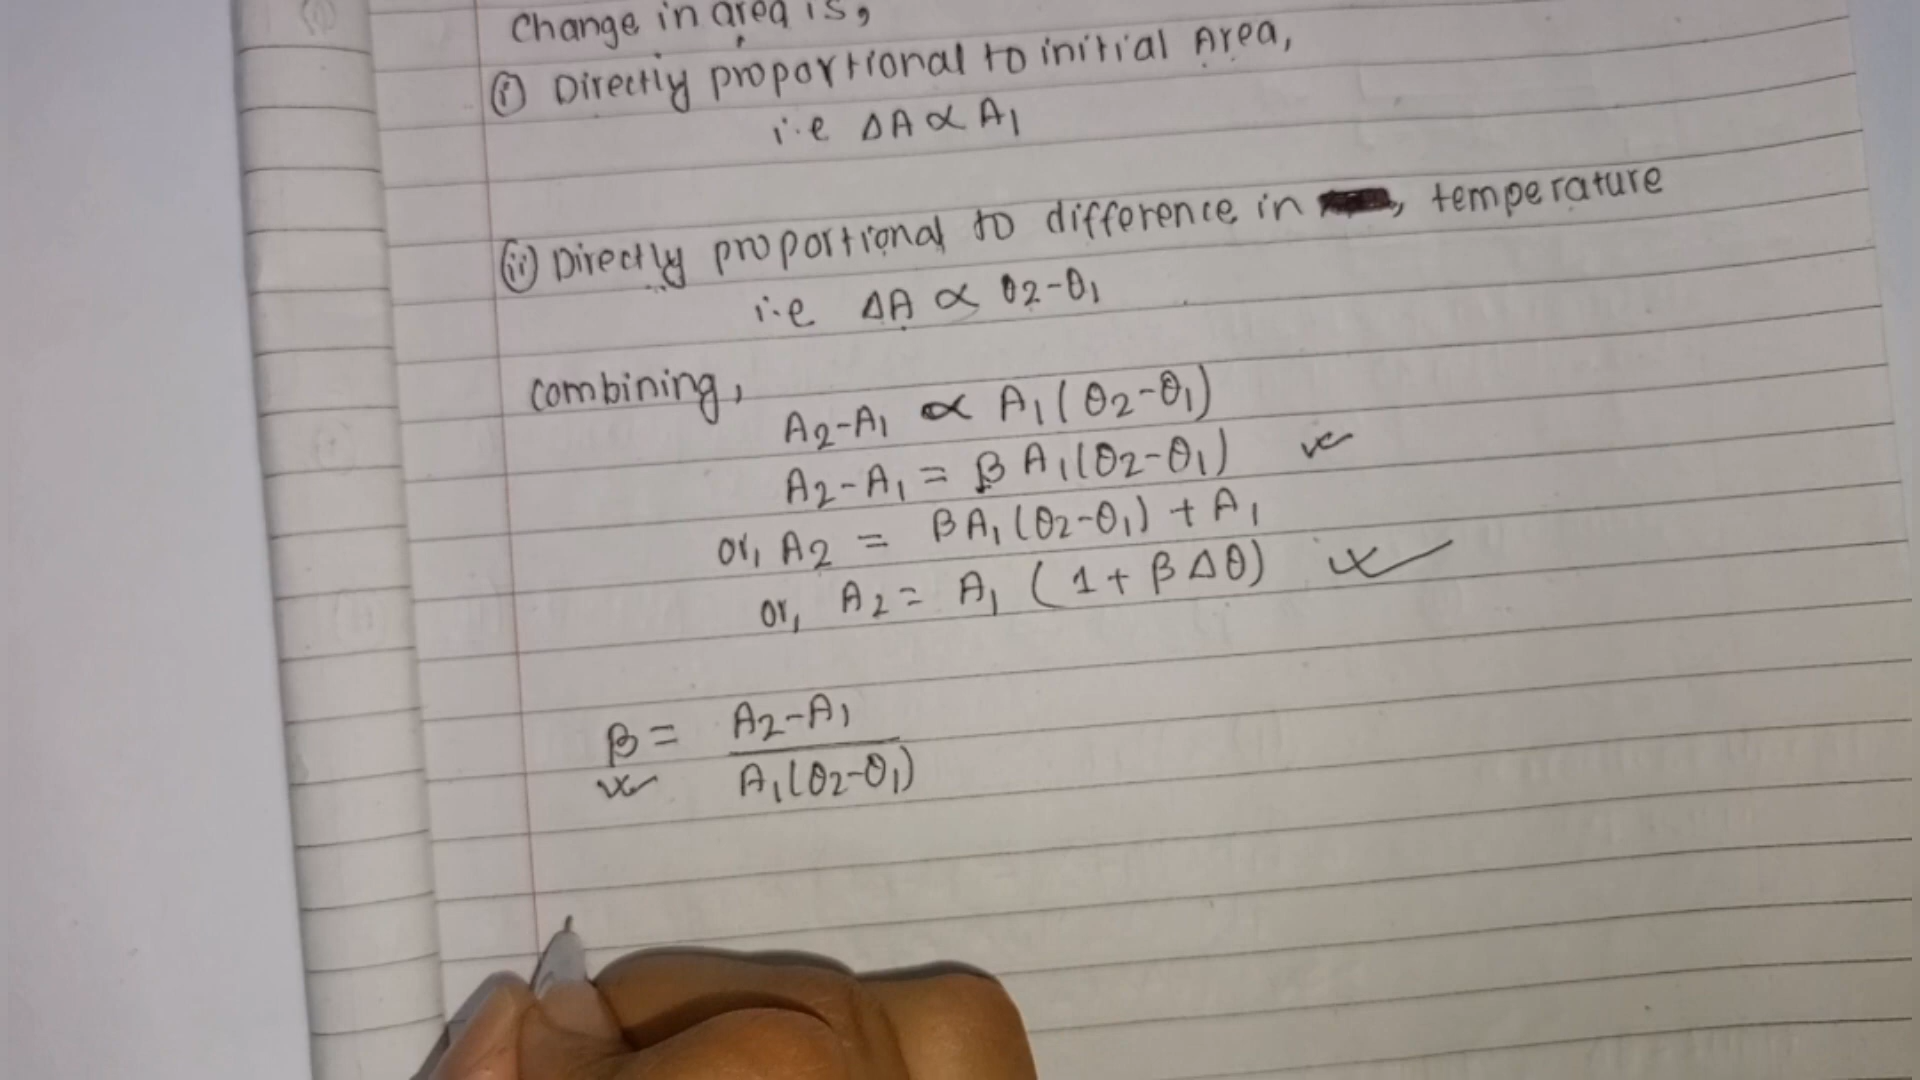 Change in area is,
(i) Directly proportional to initial Area,
i.e ΔA ∝ A₁
(ii) Directly proportional to difference in , temperature
i.e ΔA ∝ θ₂-θ₁
combining,
A₂-A₁ ∝ A₁(θ₂-θ₁)
A₂-A₁ = β A₁(θ₂-θ₁)
or, A₂ = βA₁(θ₂-θ₁) + A₁
or, A₂ = A₁ (1+ βΔθ)
β = A₂-A₁
A₁(θ₂-θ₁)